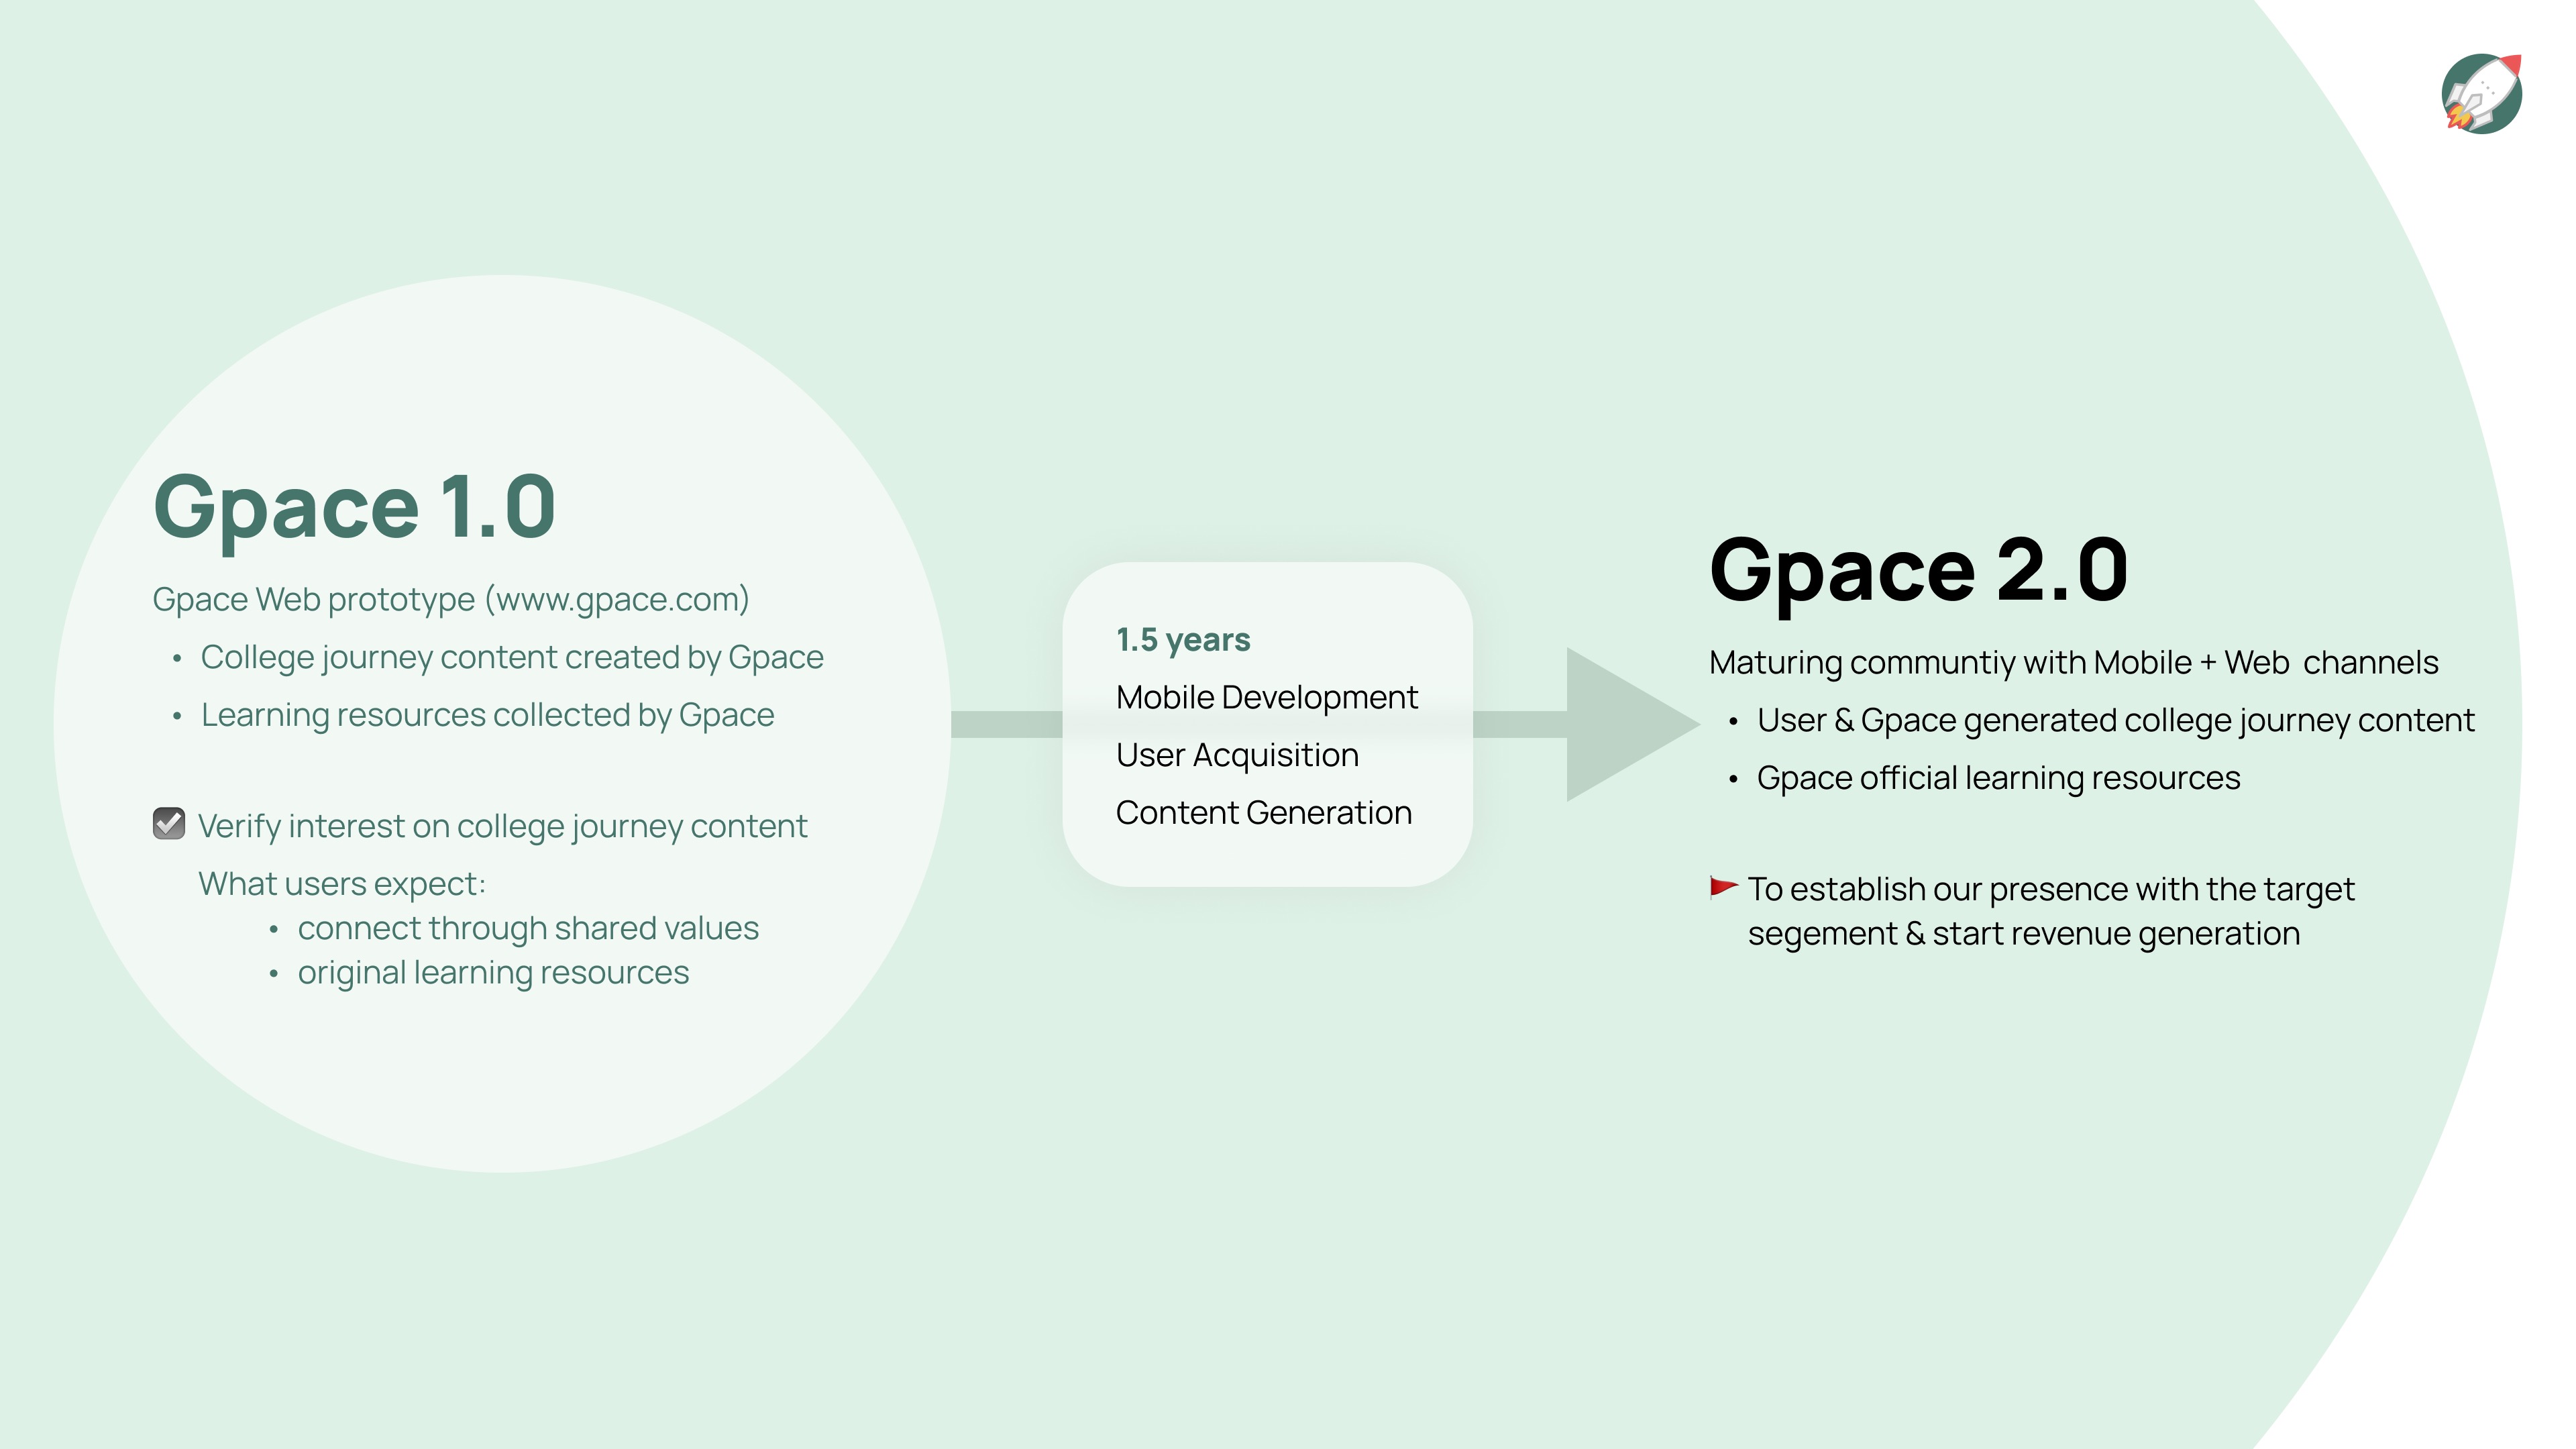 Gpace 1.0
Gpace Web prototype (www.gpace.com)
• College journey content created by Gpace
• Learning resources collected by Gpace
Verify interest on college journey content
What users expect:
• connect through shared values
• original learning resources
1.5 years
Mobile Development
User Acquisition
Content Generation
Gpace 2.0
Maturing communtiy with Mobile + Web  channels
• User & Gpace generated college journey content
• Gpace official learning resources
To establish our presence with the target
segement & start revenue generation